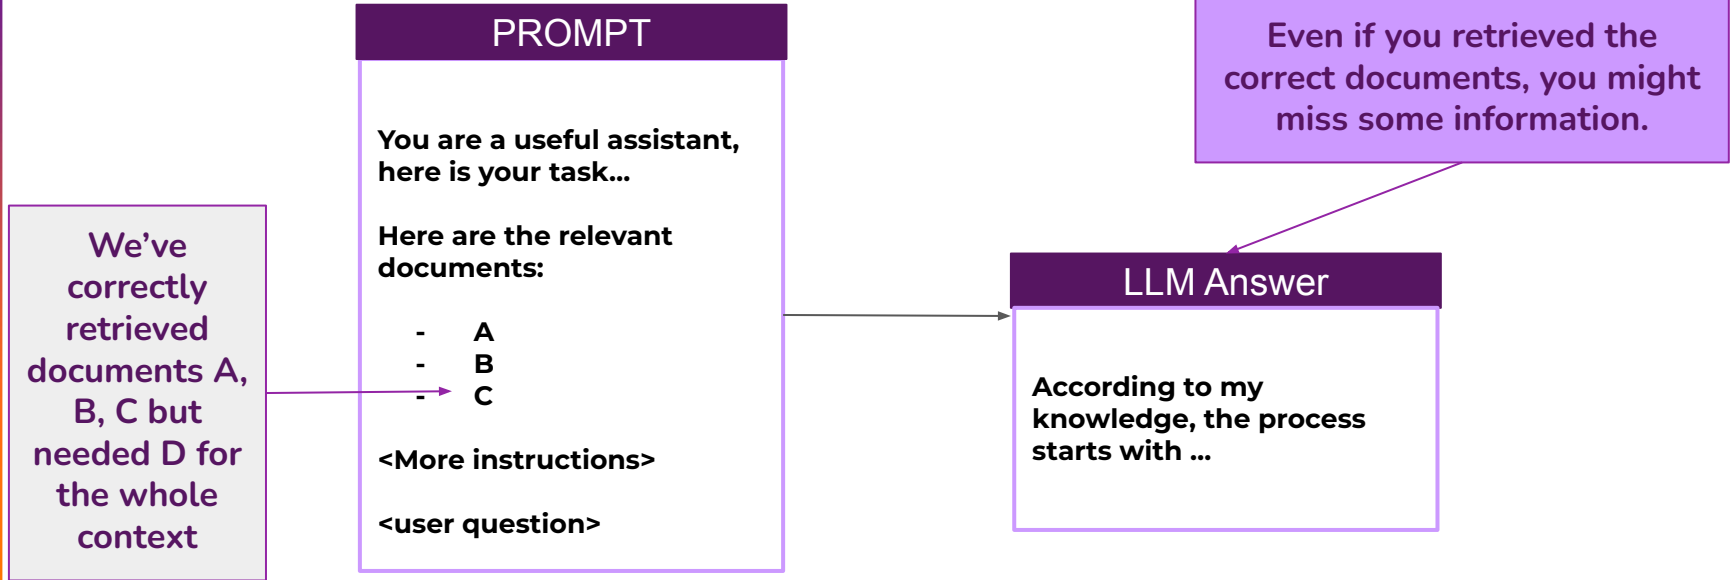 PROMPT
You are a useful assistant,
here is your task...
Here are the relevant
documents:
- A
- B
- C
<More instructions>
<user question>
We've
correctly
retrieved
documents A,
B, C but
needed D for
the whole
context
Even if you retrieved the
correct documents, you might
miss some information.
LLM Answer
According to my
knowledge, the process
starts with ...